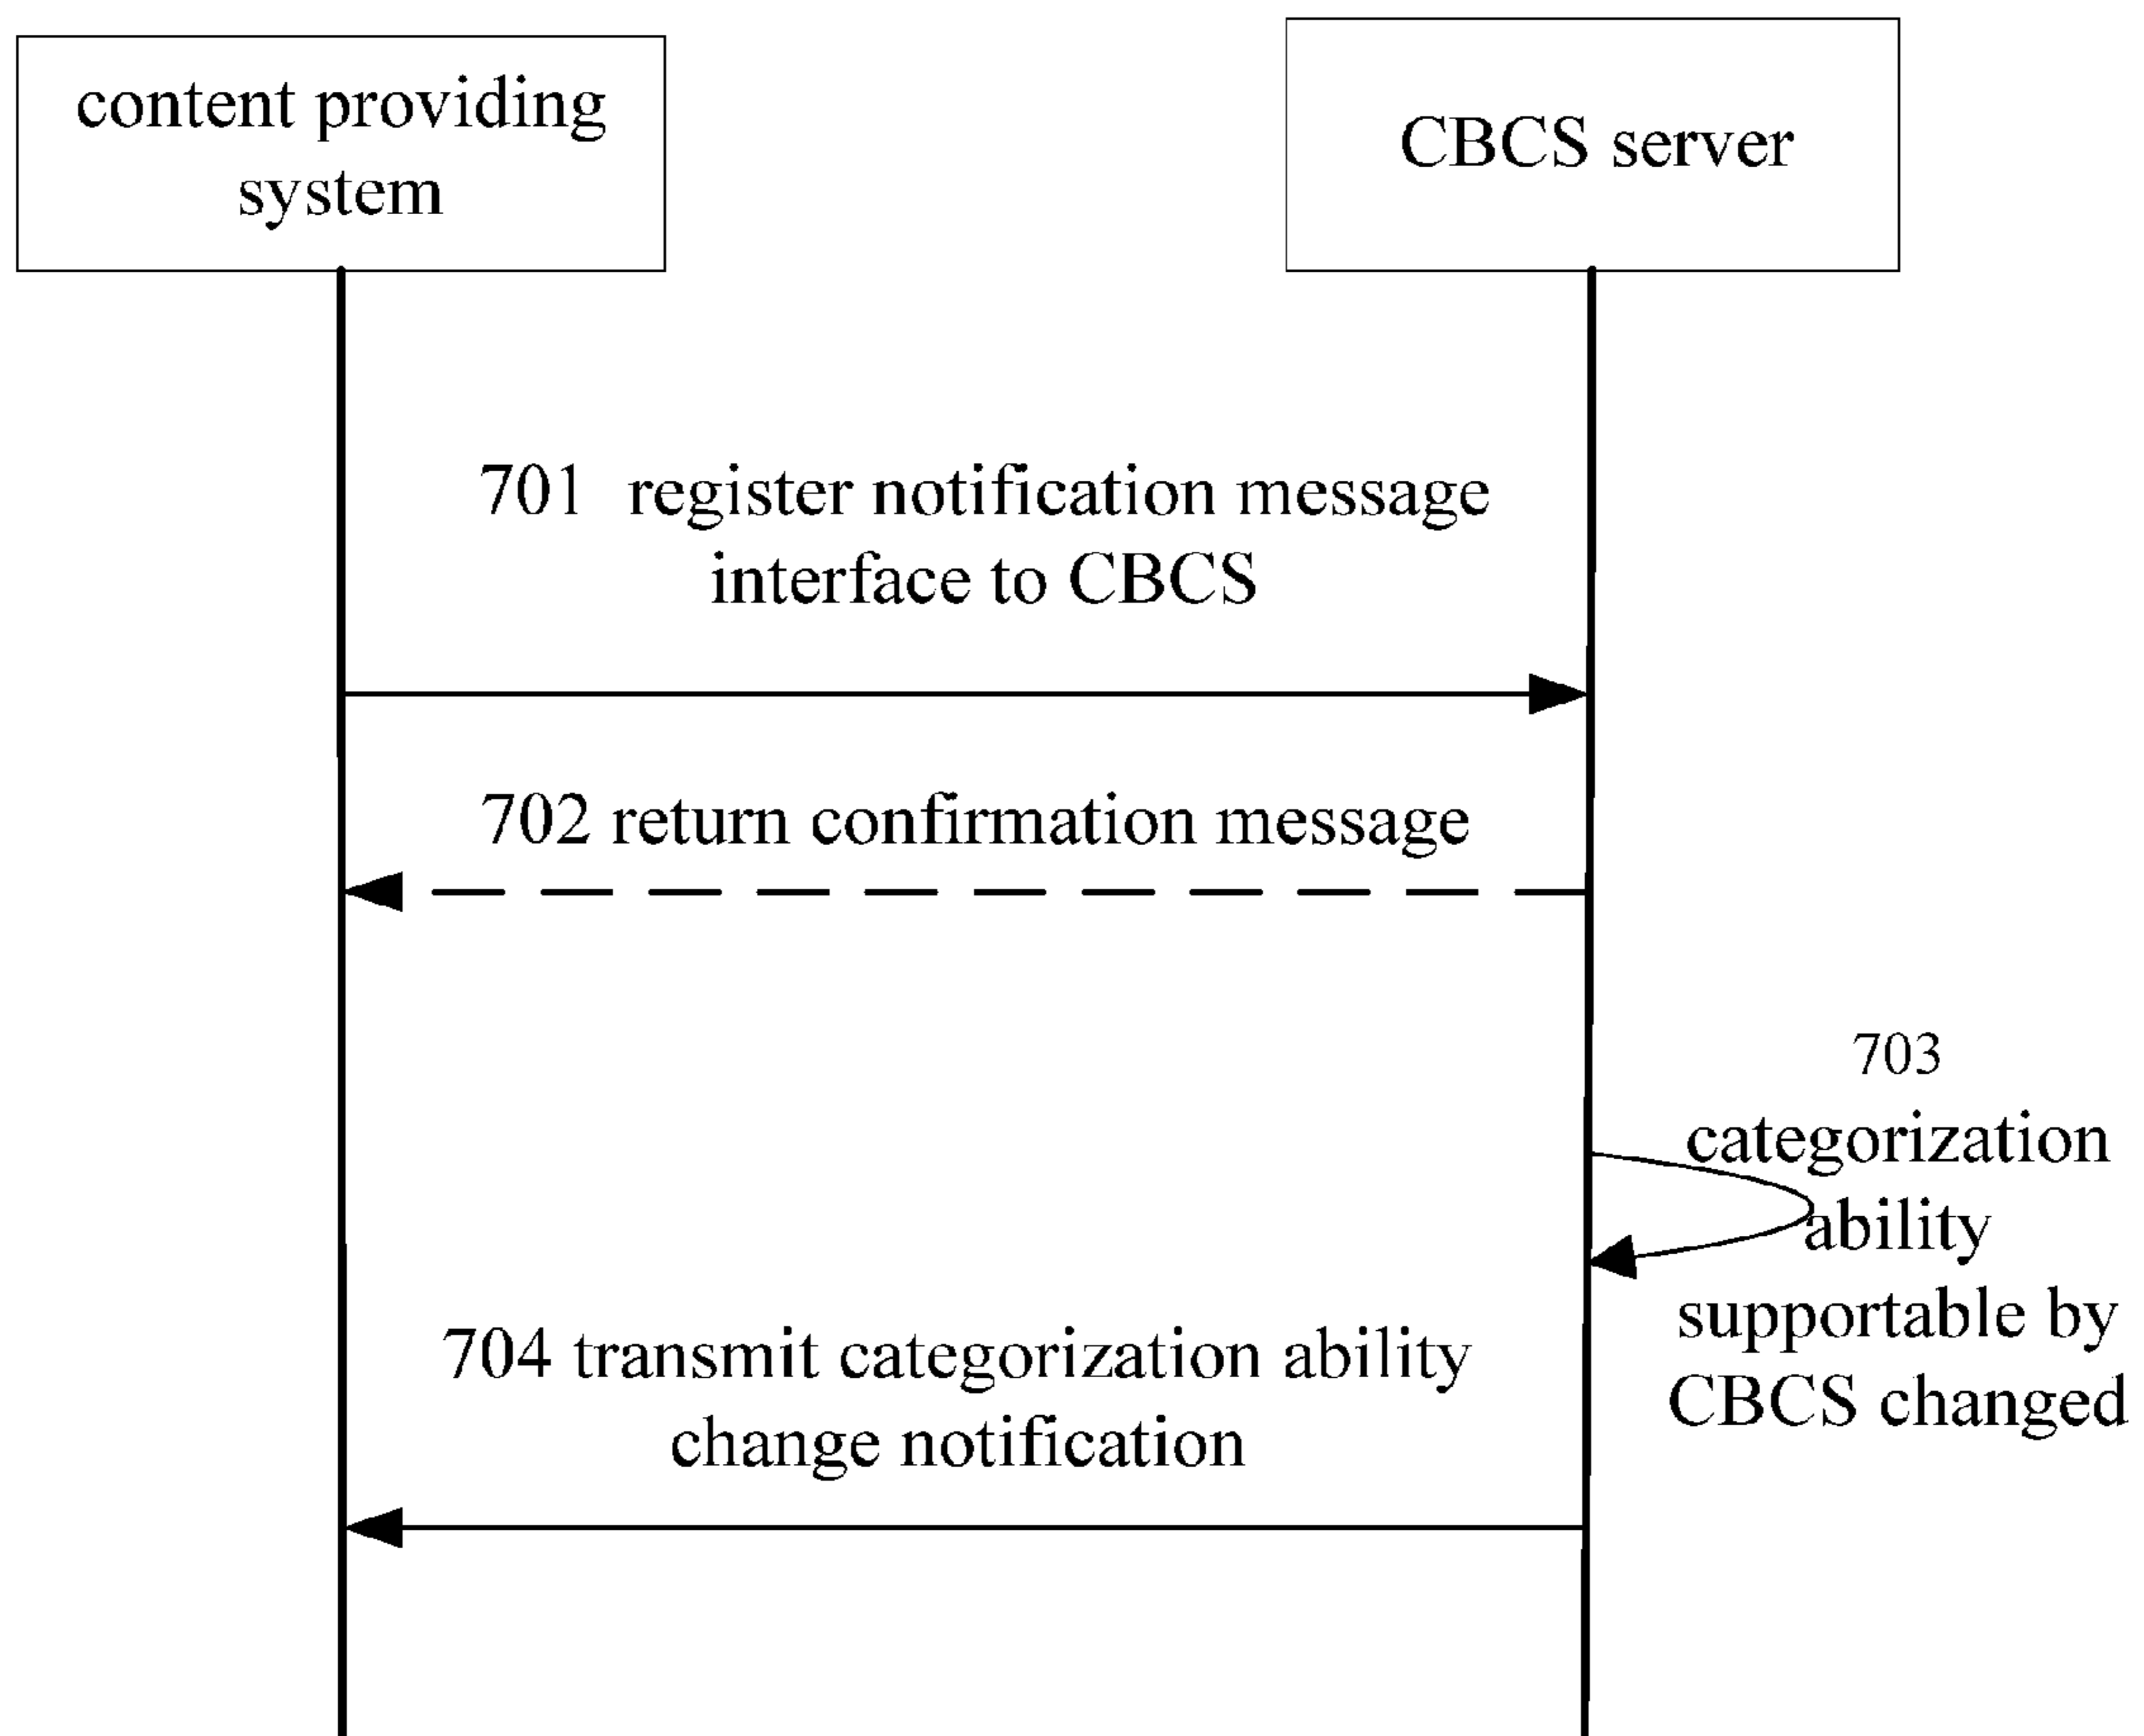 content providing
system
CBCS server
701 register notification message
interface to CBCS
702 return confirmation message
703
categorization
ability
supportable by
CBCS changed
704 transmit categorization ability
change notification